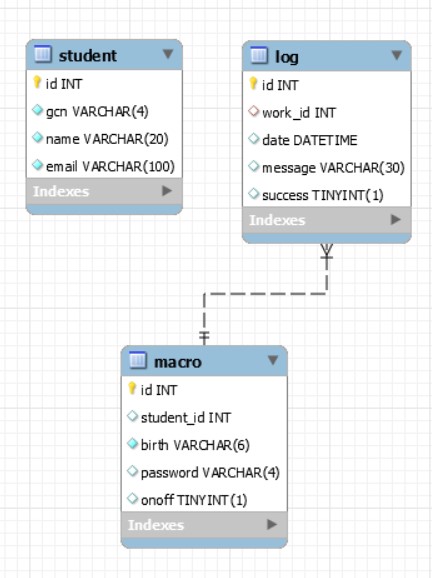 student
id INT
gcn VARCHAR(4)
name VARCHAR(20)
email VARCHAR(100)
Indexes
log
id INT
work_id INT
date DATETIME
message VARCHAR(30)
success TINYINT(1)
Indexes
macro
id INT
student_id INT
birth VARCHAR(6)
password VARCHAR(4)
onoff TINYINT(1)
Indexes